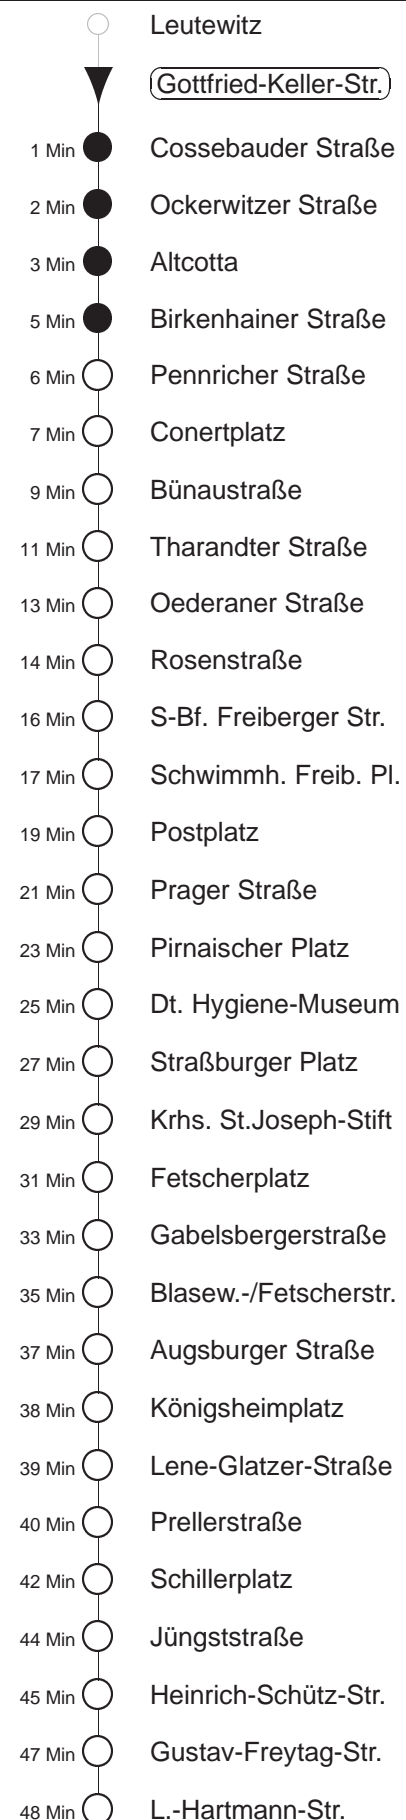 Leutewitz
Gottfried-Keller-Str.
1 Min Cossebauder Straße
2 Min Ockerwitzer Straße
3 Min Altcotta
5 Min Birkenhainer Straße
6 Min Pennricher Straße
7 Min Conertplatz
9 Min Bünaustraße
11 Min Tharandter Straße
13 Min Oederaner Straße
14 Min Rosenstraße
16 Min S-Bf. Freiberger Str.
17 Min Schwimmh. Freib. Pl.
19 Min Postplatz
21 Min Prager Straße
23 Min Pirnaischer Platz
25 Min Dt. Hygiene-Museum
27 Min Straßburger Platz
29 Min Krhs. St.Joseph-Stift
31 Min Fetscherplatz
33 Min Gabelsbergerstraße
35 Min Blasew.-/Fetscherstr.
37 Min Augsburger Straße
38 Min Königsheimplatz
39 Min Lene-Glatzer-Straße
40 Min Prellerstraße
42 Min Schillerplatz
44 Min Jüngststraße
45 Min Heinrich-Schütz-Str.
47 Min Gustav-Freytag-Str.
48 Min L.-Hartmann-Str.